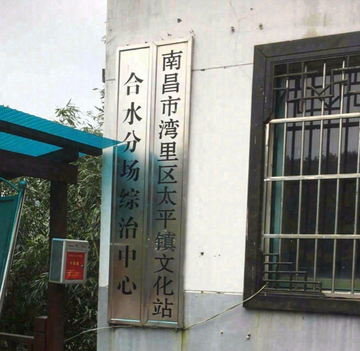 南昌市湾里区太平镇文化站
合水分场综治中心